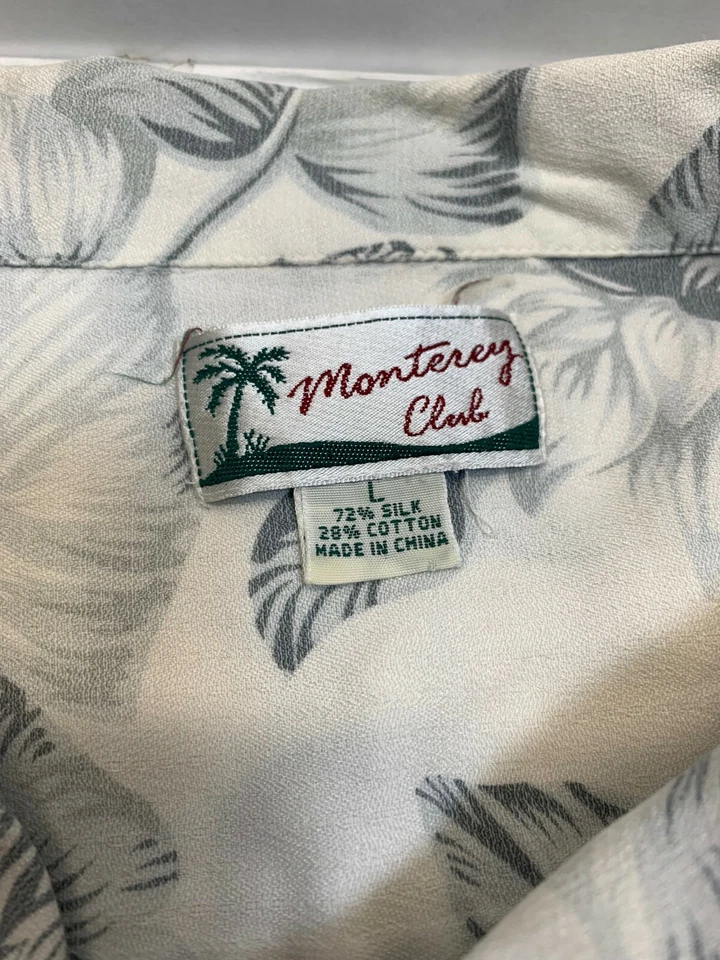 Monterey
Club
L
72% SILK
28% COTTON
MADE IN CHINA